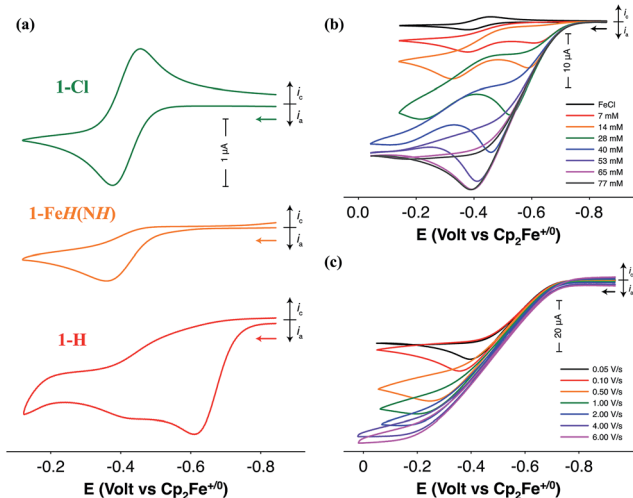 (a)
1-Cl
i_c
i_a
1 µA
1-FeH(NH)
i_c
i_a
1-H
i_c
i_a
-0.2 -0.4 -0.6 -0.8
E (Volt vs Cp₂Fe⁺/⁰)
(b)
i_c
i_a
10 µA
FeCl
7 mM
14 mM
28 mM
40 mM
53 mM
65 mM
77 mM
0.0 -0.2 -0.4 -0.6 -0.8
E (Volt vs Cp₂Fe⁺/⁰)
(c)
i_c
i_a
20 µA
0.05 V/s
0.10 V/s
0.50 V/s
1.00 V/s
2.00 V/s
4.00 V/s
6.00 V/s
0 -0.2 -0.4 -0.6 -0.8
E (Volt vs Cp₂Fe⁺/⁰)